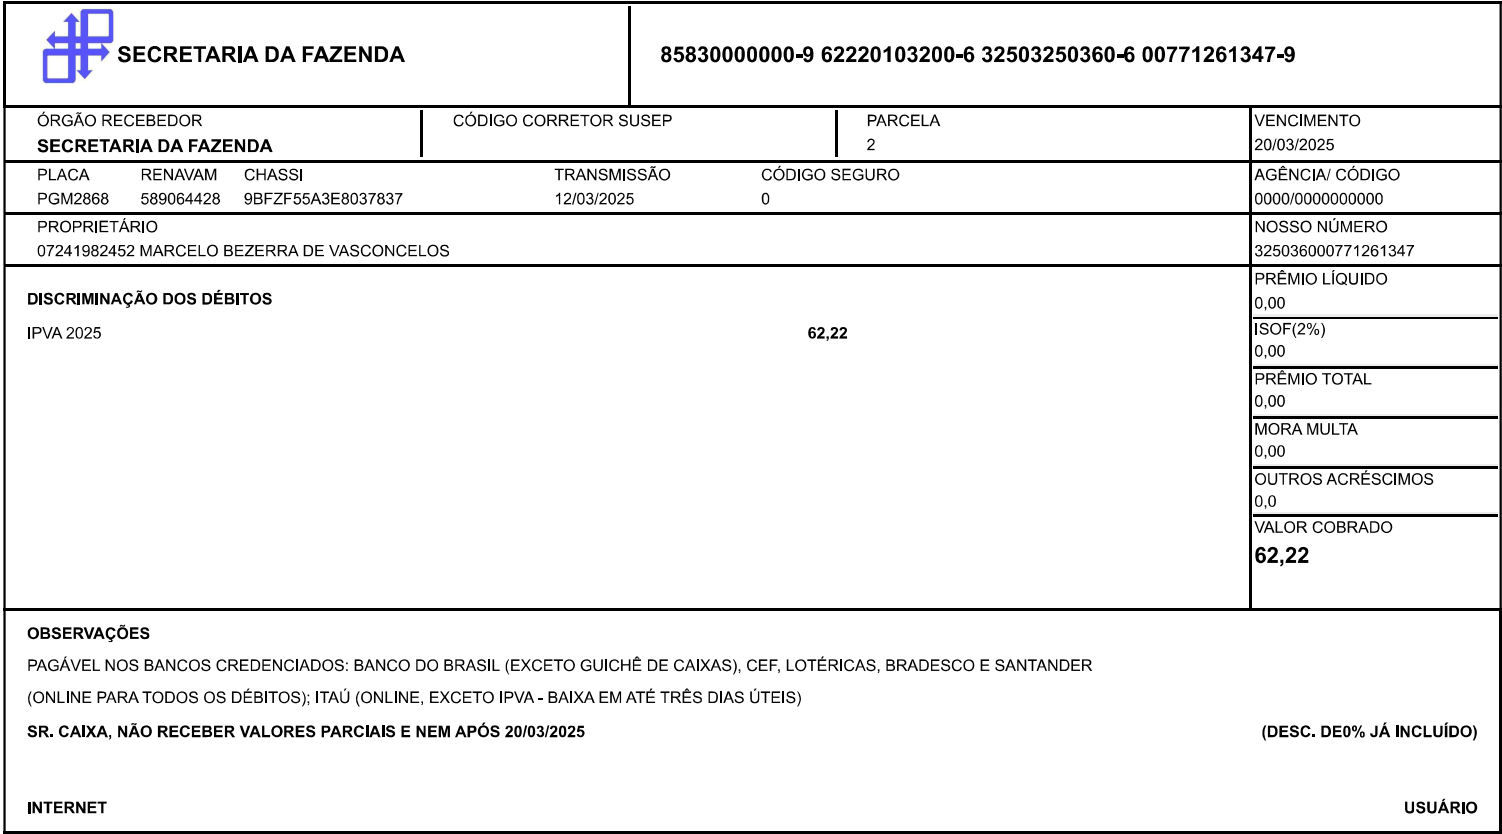 SECRETARIA DA FAZENDA
85830000000-9 62220103200-6 32503250360-6 00771261347-9
ÓRGÃO RECEBEDOR
SECRETARIA DA FAZENDA
CÓDIGO CORRETOR SUSEP
PARCELA
2
VENCIMENTO
20/03/2025
PLACA RENAVAM CHASSI TRANSMISSÃO CÓDIGO SEGURO
PGM2868 589064428 9BFZF55A3E8037837 12/03/2025 0
AGÊNCIA/ CÓDIGO
0000/0000000000
PROPRIETÁRIO
07241982452 MARCELO BEZERRA DE VASCONCELOS
NOSSO NÚMERO
325036000771261347
DISCRIMINAÇÃO DOS DÉBITOS
IPVA 2025 62,22
PRÊMIO LÍQUIDO
0,00
ISOF(2%)
0,00
PRÊMIO TOTAL
0,00
MORA MULTA
0,00
OUTROS ACRÉSCIMOS
0,0
VALOR COBRADO
62,22
OBSERVAÇÕES
PAGÁVEL NOS BANCOS CREDENCIADOS: BANCO DO BRASIL (EXCETO GUICHÊ DE CAIXAS), CEF, LOTÉRICAS, BRADESCO E SANTANDER
(ONLINE PARA TODOS OS DÉBITOS); ITAÚ (ONLINE, EXCETO IPVA - BAIXA EM ATÉ TRÊS DIAS ÚTEIS)
SR. CAIXA, NÃO RECEBER VALORES PARCIAIS E NEM APÓS 20/03/2025 (DESC. DE0% JÁ INCLUÍDO)
INTERNET USUÁRIO